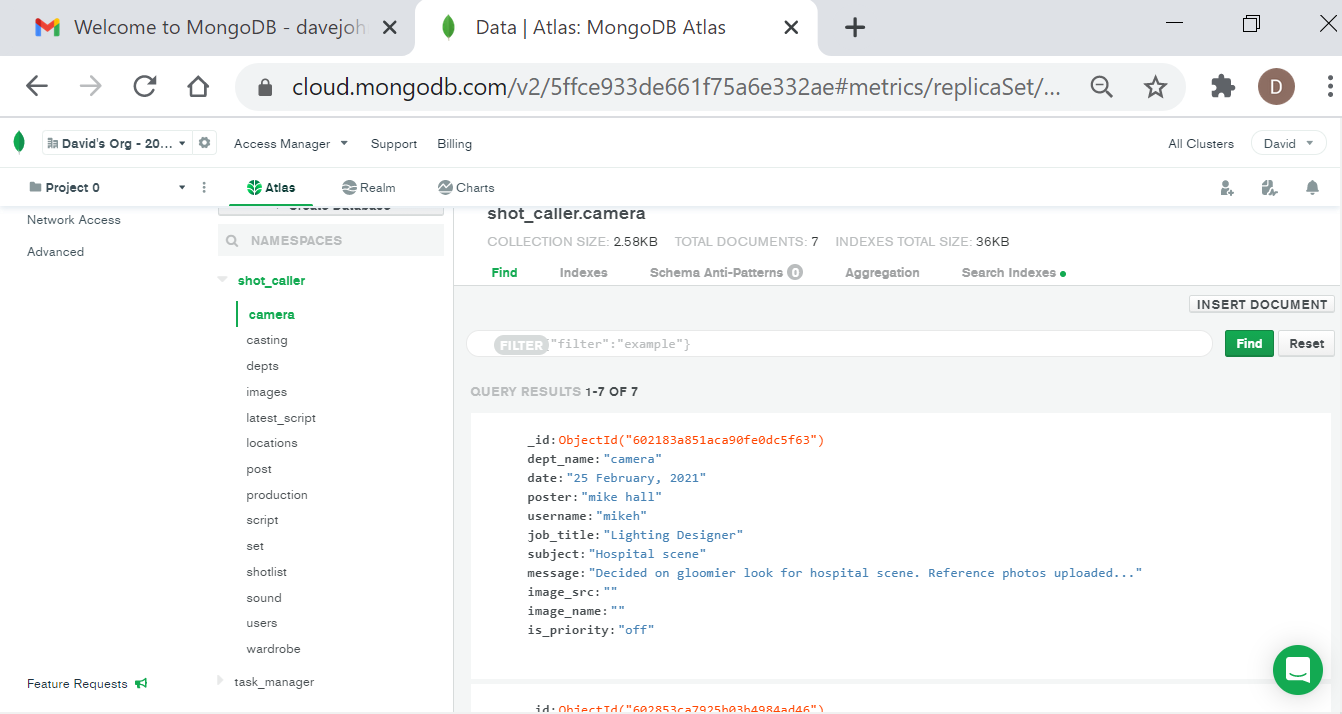 Welcome to MongoDB - davejoh
Data | Atlas: MongoDB Atlas
cloud.mongodb.com/v2/5ffce933de661f75a6e332ae#metrics/replicaSet/...
D
David's Org - 20...
Access Manager
Support
Billing
All Clusters
David
Project 0
Atlas
Realm
Charts
Network Access
Advanced
Feature Requests
Create Database
NAMESPACES
shot_caller
camera
casting
depts
images
latest_script
locations
post
production
script
set
shotlist
sound
users
wardrobe
task_manager
shot_caller.camera
COLLECTION SIZE: 2.58KB TOTAL DOCUMENTS: 7 INDEXES TOTAL SIZE: 36KB
Find Indexes Schema Anti-Patterns 0 Aggregation Search Indexes
INSERT DOCUMENT
FILTER "filter":"example"}
Find
Reset
QUERY RESULTS 1-7 OF 7
_id:ObjectId("602183a851aca90fe0dc5f63")
dept_name:"camera"
date:"25 February, 2021"
poster:"mike hall"
username:"mikeh"
job_title:"Lighting Designer"
subject:"Hospital scene"
message:"Decided on gloomier look for hospital scene. Reference photos uploaded..."
image_src:""
image_name:""
is_priority:"off"
_id:ObjectId("602853ca7925b03b4984ad46")